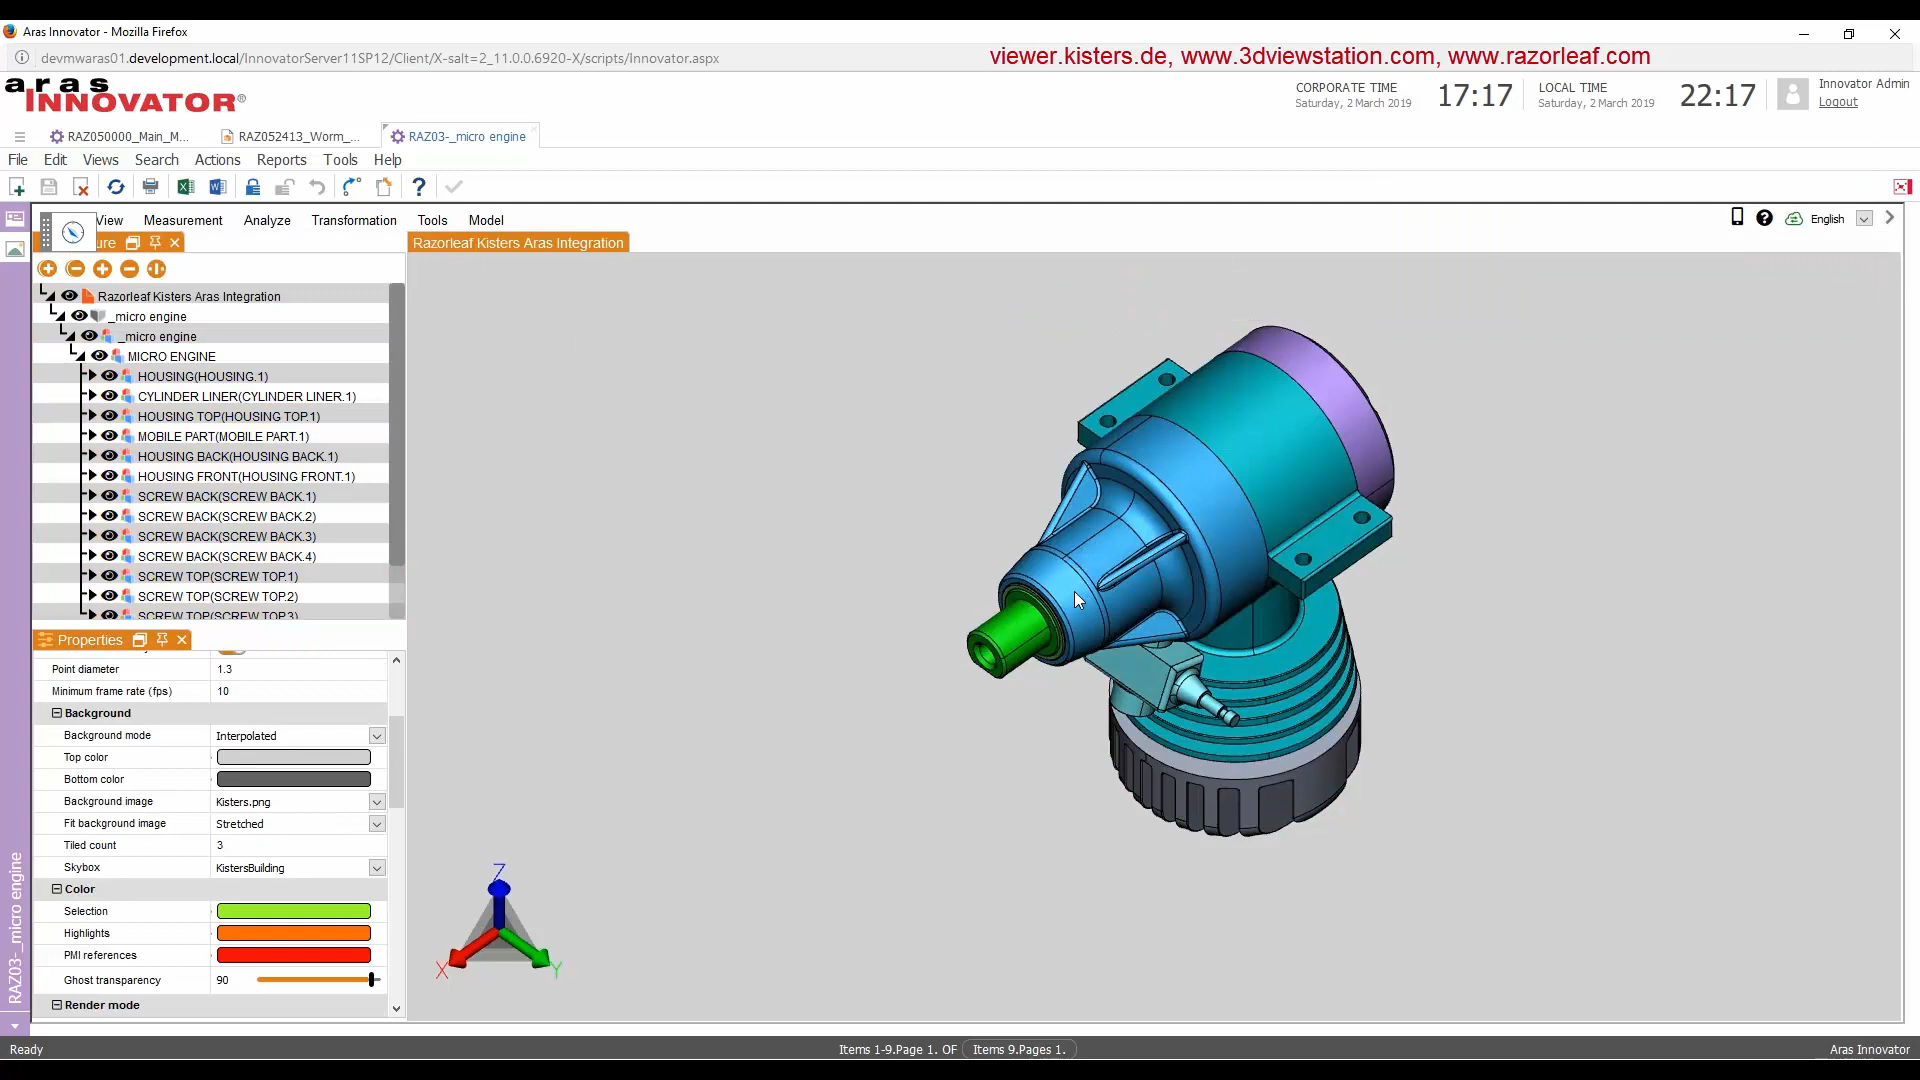 Aras Innovator - Mozilla Firefox
devmwaras01.development.local/InnovatorServer11SP12/Client/X-salt=2_11.0.0.6920-X/scripts/Innovator.aspx
viewer.kisters.de, www.3dviewstation.com, www.razorleaf.com
aras
INNOVATOR®
CORPORATE TIME
Saturday, 2 March 2019
17:17
LOCAL TIME
Saturday, 2 March 2019
22:17
Innovator Admin
Logout
RAZ050000_Main_M...
RAZ052413_Worm_...
RAZ03-_micro engine
File Edit Views Search Actions Reports Tools Help
View Measurement Analyze Transformation Tools Model
English
ure
Razorleaf Kisters Aras Integration
Razorleaf Kisters Aras Integration
_micro engine
_micro engine
MICRO ENGINE
HOUSING(HOUSING.1)
CYLINDER LINER(CYLINDER LINER.1)
HOUSING TOP(HOUSING TOP.1)
MOBILE PART(MOBILE PART.1)
HOUSING BACK(HOUSING BACK.1)
HOUSING FRONT(HOUSING FRONT.1)
SCREW BACK(SCREW BACK.1)
SCREW BACK(SCREW BACK.2)
SCREW BACK(SCREW BACK.3)
SCREW BACK(SCREW BACK.4)
SCREW TOP(SCREW TOP.1)
SCREW TOP(SCREW TOP.2)
SCREW TOP(SCREW TOP.3)
Properties
Point diameter 1.3
Minimum frame rate (fps) 10
Background
Background mode Interpolated
Top color
Bottom color
Background image Kisters.png
Fit background image Stretched
Tiled count 3
Skybox KistersBuilding
Color
Selection
Highlights
PMI references
Ghost transparency 90
Render mode
Z
X
Y
RAZ03-_micro engine
Ready
Items 1-9.Page 1. OF Items 9.Pages 1.
Aras Innovator